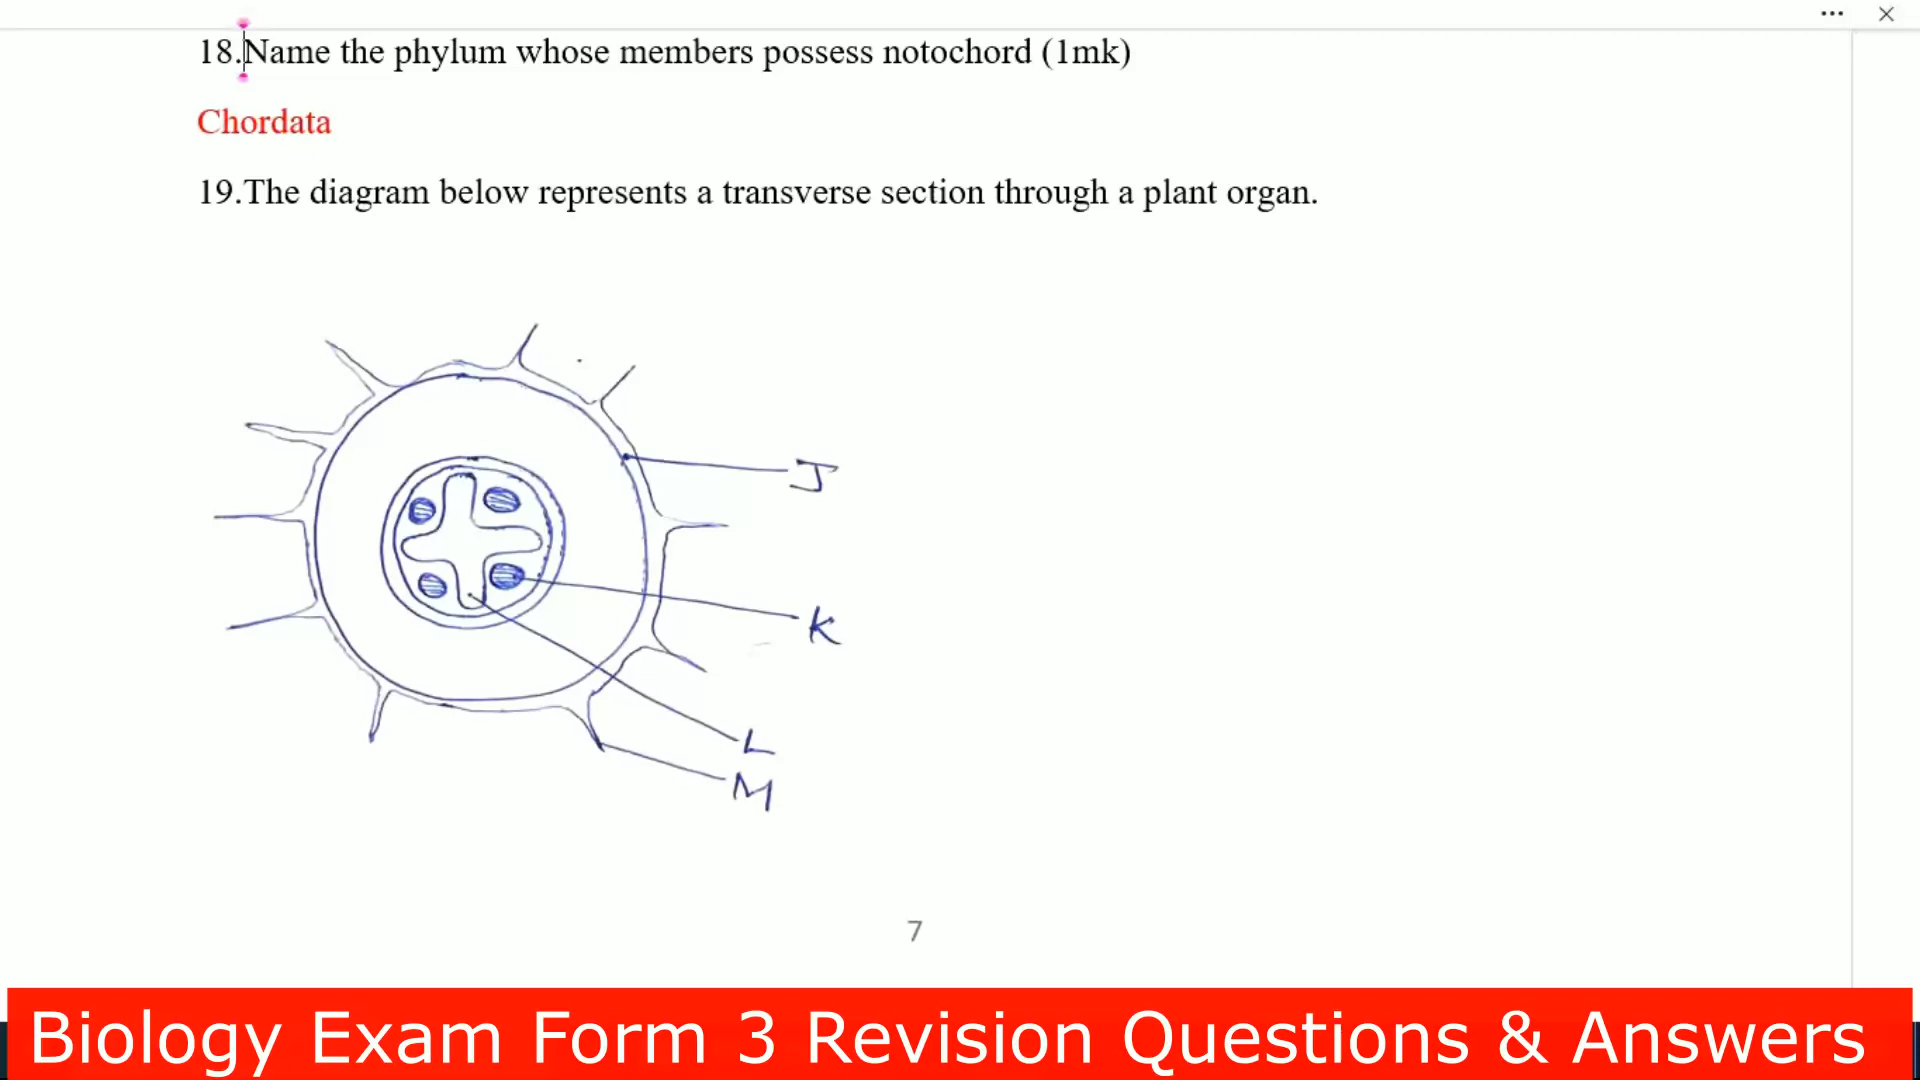 18.Name the phylum whose members possess notochord (1mk)
Chordata
19.The diagram below represents a transverse section through a plant organ.
J
K
L
M
7
Biology Exam Form 3 Revision Questions & Answers